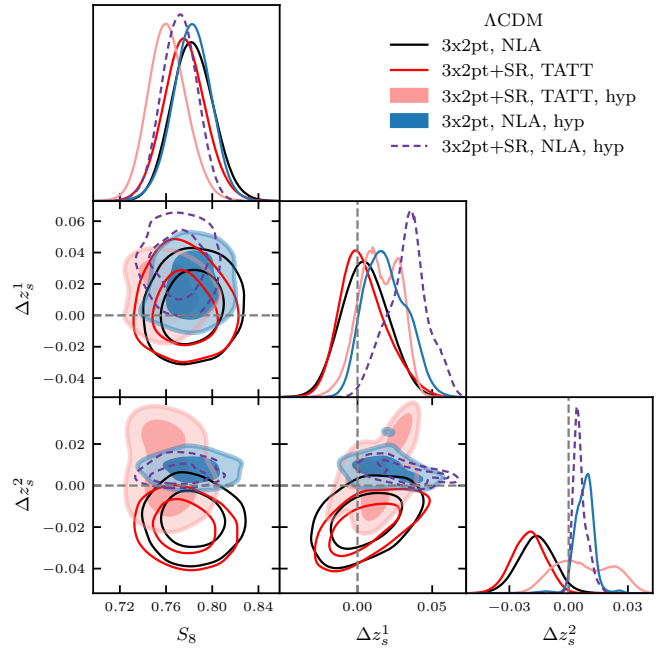 ΛCDM
3x2pt, NLA
3x2pt+SR, TATT
3x2pt+SR, TATT, hyp
3x2pt, NLA, hyp
3x2pt+SR, NLA, hyp
0.06
0.04
0.02
0.00
−0.02
−0.04
Δz_s^1
0.02
0.00
−0.02
−0.04
Δz_s^2
0.72 0.76 0.80 0.84
0.00 0.05
−0.03 0.00 0.03
S_8
Δz_s^1
Δz_s^2